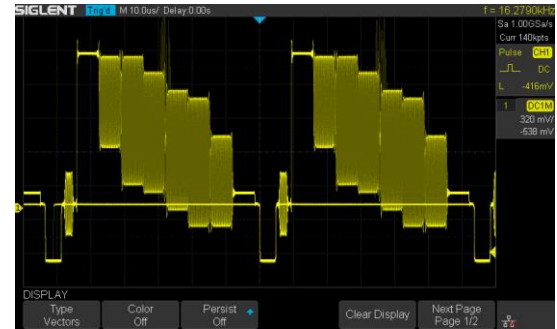 SIGLENT Trig'd M 10.0us/ Delay:0.00s f = 16.2790kHz
Sa 1.00GSa/s
Curr 140kpts
Pulse CH1
DC
L -416mV
1 DC1M
320 mV/
-538 mV
1
DISPLAY
Type Color Persist Clear Display Next Page
Vectors Off Off Page 1/2